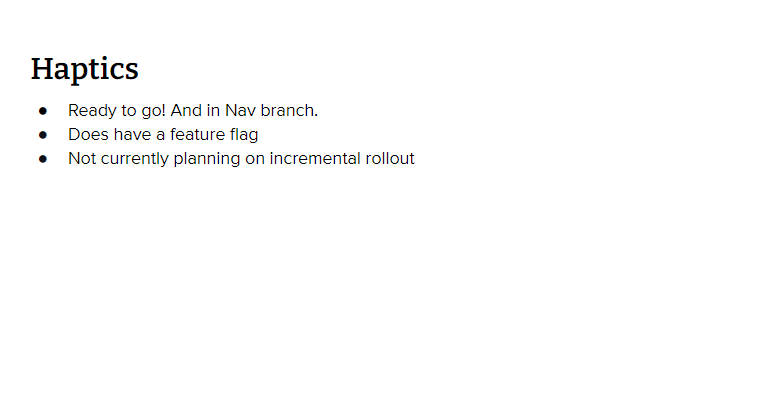 Haptics
● Ready to go! And in Nav branch.
● Does have a feature flag
● Not currently planning on incremental rollout